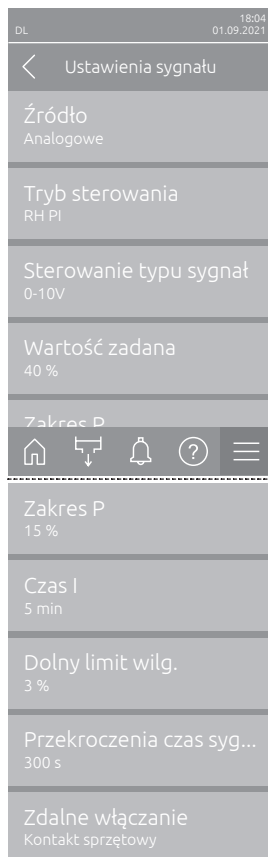 18:04
DL
01.09.2021
Ustawienia sygnału
Źródło
Analogowe
Tryb sterowania
RH PI
Sterowanie typu sygnał
0-10V
Wartość zadana
40 %
Zakres P
Zakres P
15 %
Czas I
5 min
Dolny limit wilg.
3 %
Przekroczenia czas syg...
300 s
Zdalne włączanie
Kontakt sprzętowy